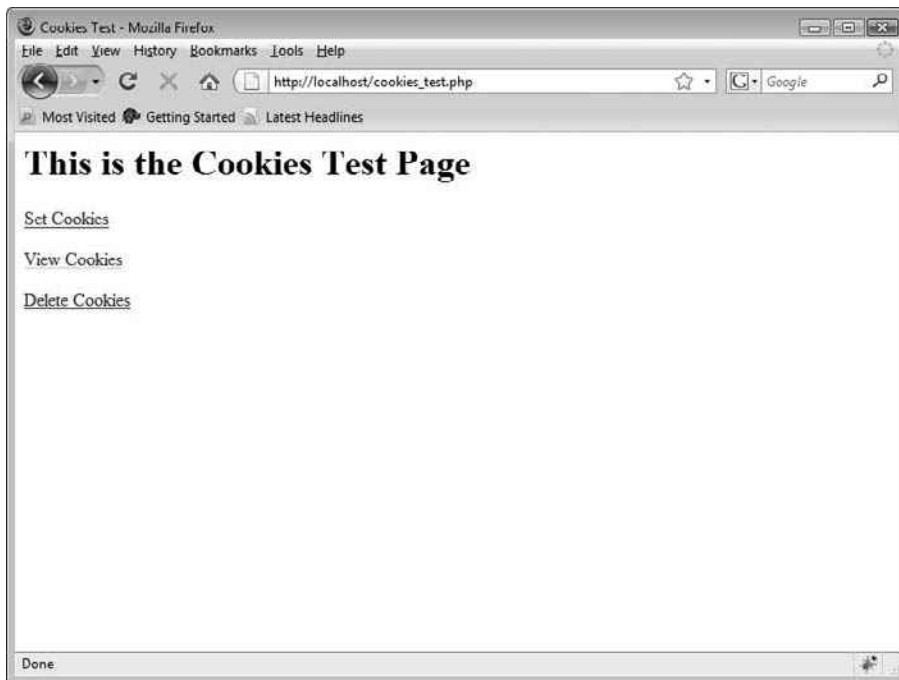 Cookies Test - Mozilla Firefox
File Edit View History Bookmarks Tools Help
http://localhost/cookies_test.php
G Google
Most Visited Getting Started Latest Headlines
This is the Cookies Test Page
Set Cookies
View Cookies
Delete Cookies
Done